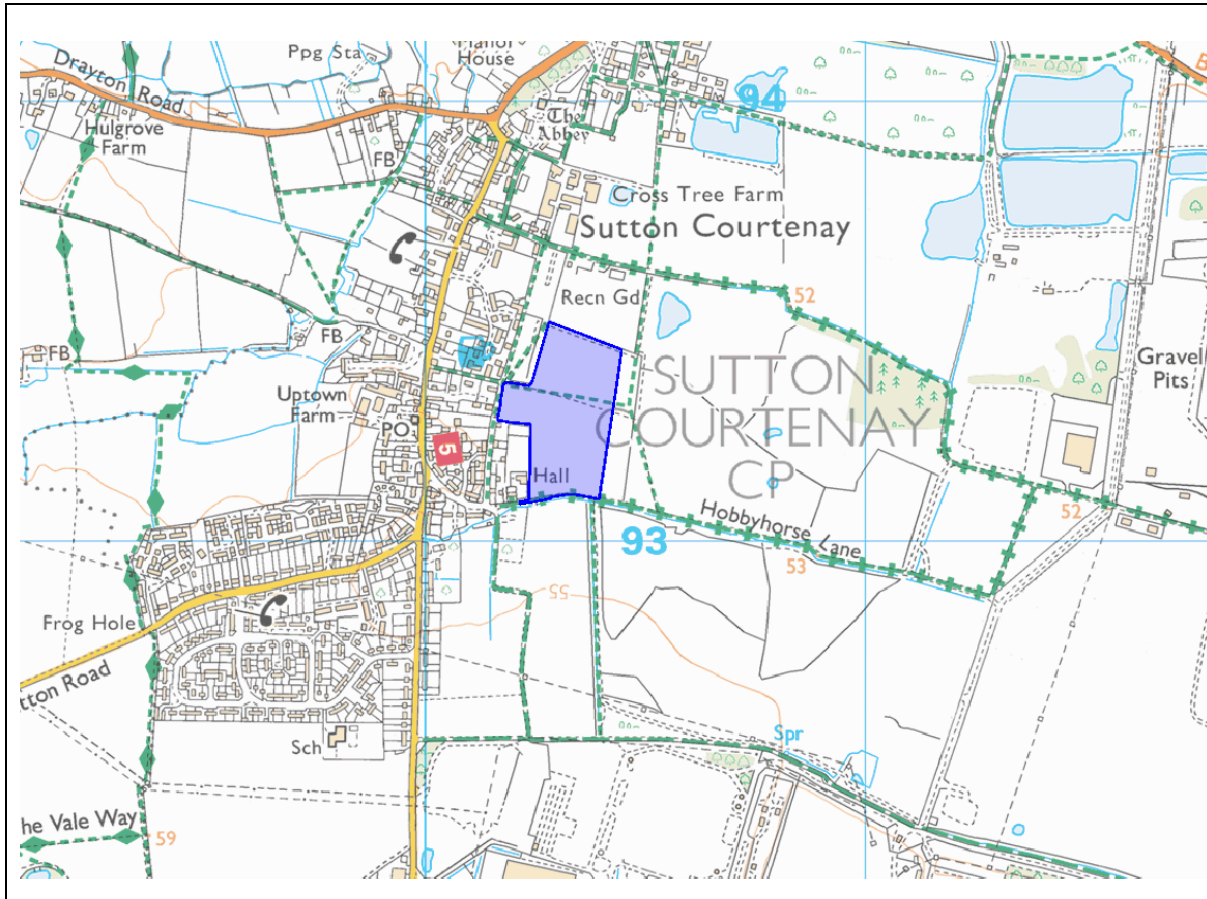 Ppg Sta
House
Drayton Road
94
The
Abbey
Hulgrove
Farm
FB
Cross Tree Farm
Sutton Courtenay
52
Recn Gd
FB
FB
SUTTON
COURTENAY
CP
Gravel
Pits
Uptown
Farm
PO
5
Hall
Hobbyhorse Lane
52
93
53
55
Frog Hole
tton Road
Sch
Spr
he Vale Way
59